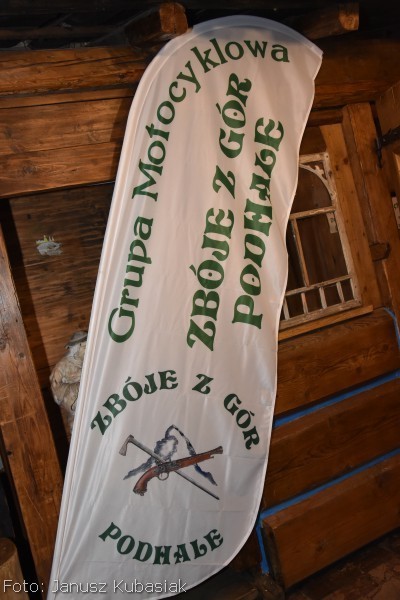 Grupa Motocyklowa
ZBÓJE Z GÓR
PODHALE
ZBÓJE Z GÓR
PODHALE
Foto: Janusz Kubasiak